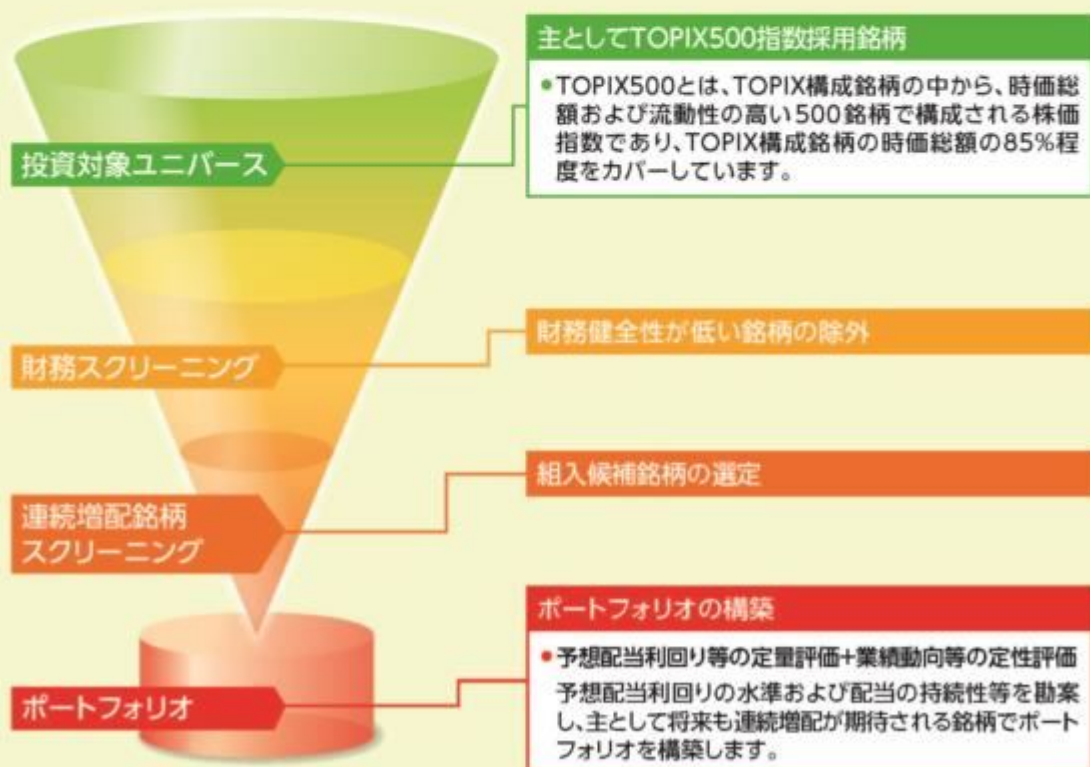 主としてTOPIX500指数採用銘柄
•TOPIX500とは、TOPIX構成銘柄の中から、時価総
額および流動性の高い500銘柄で構成される株価
指数であり、TOPIX構成銘柄の時価総額の85%程
度をカバーしています。
投資対象ユニバース
財務健全性が低い銘柄の除外
財務スクリーニング
組入候補銘柄の選定
連続増配銘柄
スクリーニング
ポートフォリオの構築
•予想配当利回り等の定量評価+業績動向等の定性評価
予想配当利回りの水準および配当の持続性等を勘案
し、主として将来も連続増配が期待される銘柄でポート
フォリオを構築します。
ポートフォリオ